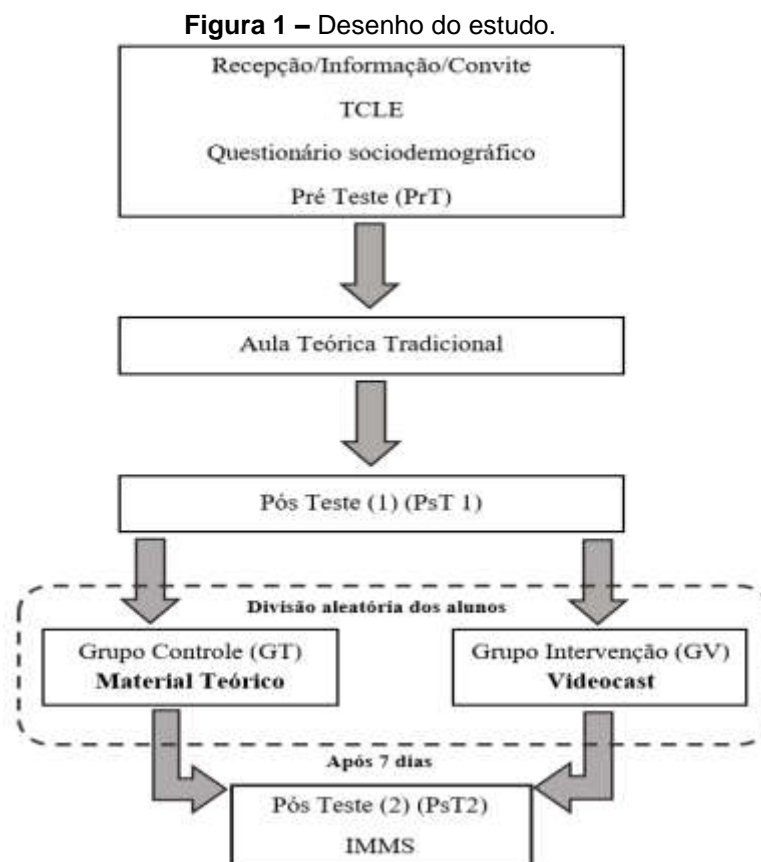 Figura 1 – Desenho do estudo.
Recepção/Informação/Convite
TCLE
Questionário sociodemográfico
Pré Teste (PrT)
Aula Teórica Tradicional
Pós Teste (1) (PsT 1)
Divisão aleatória dos alunos
Grupo Controle (GT)
Material Teórico
Grupo Intervenção (GV)
Videocast
Após 7 dias
Pós Teste (2) (PsT2)
IMMS